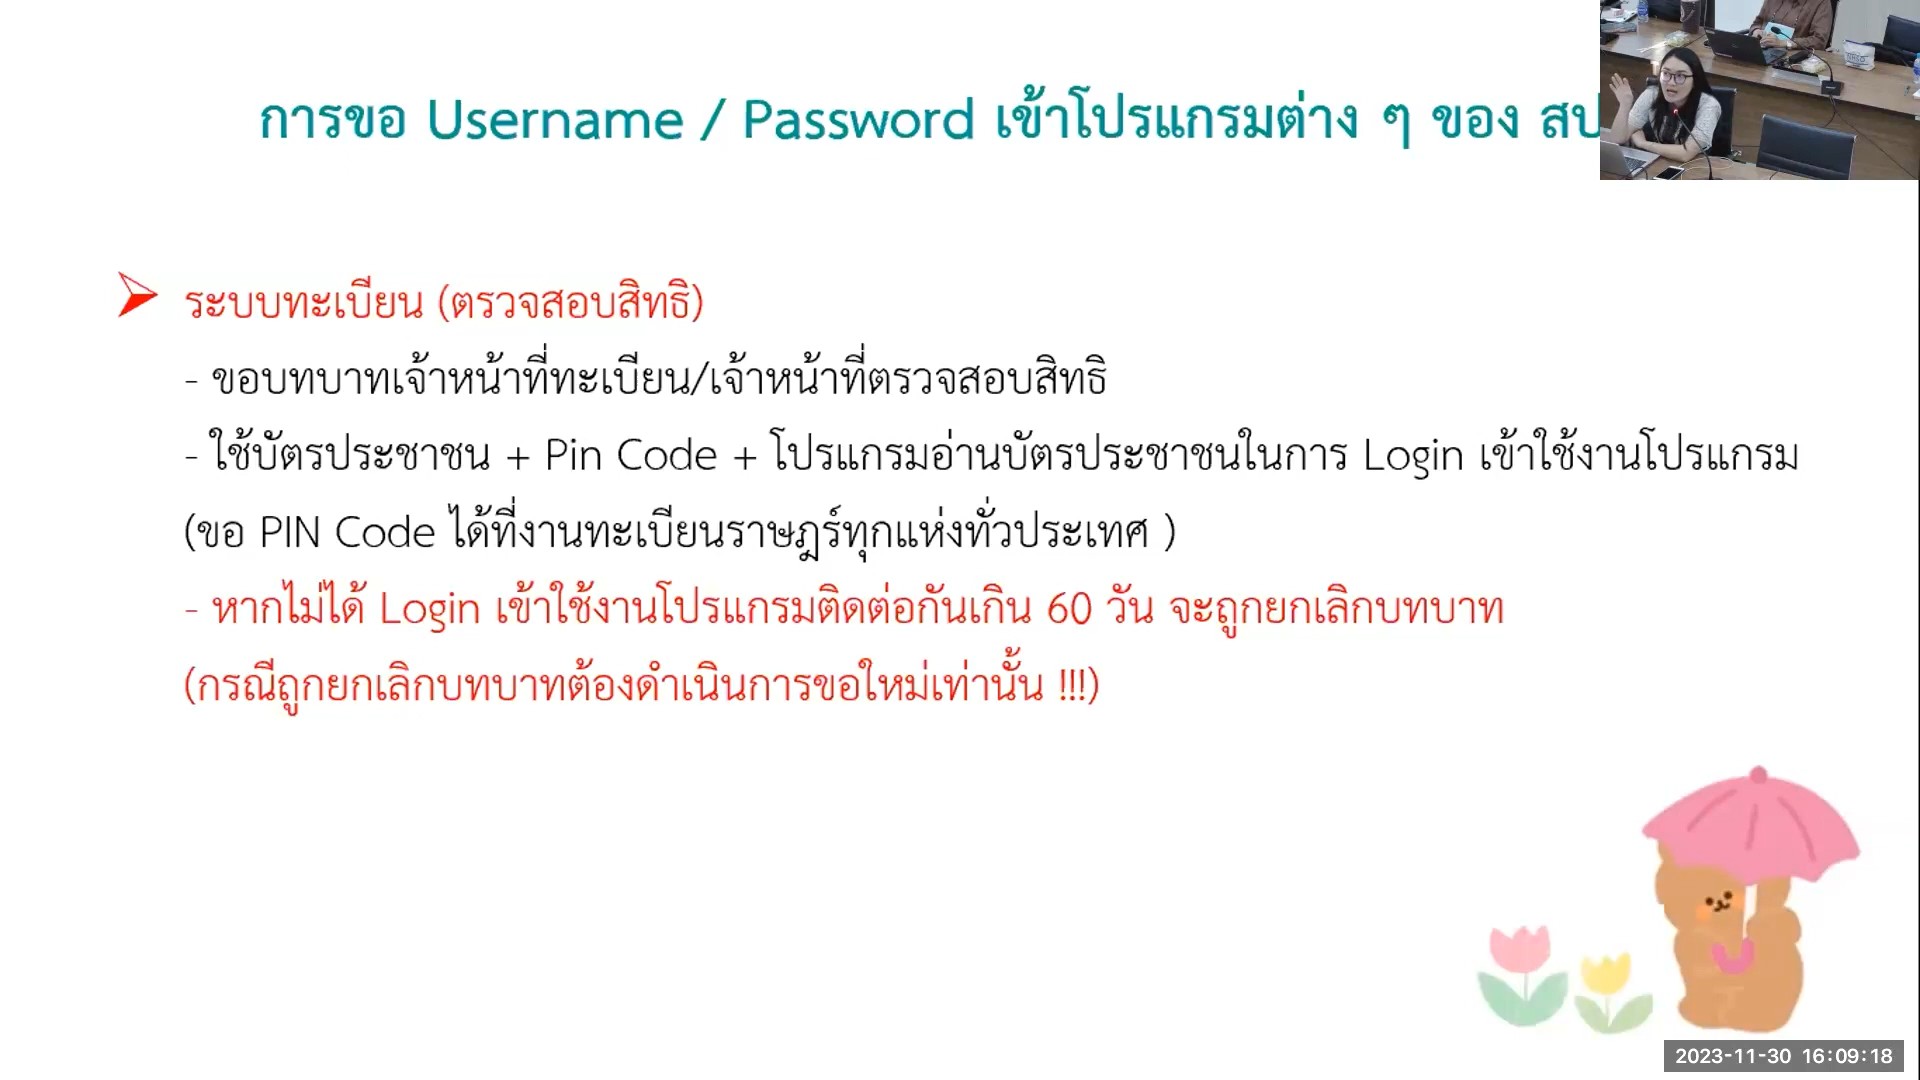 การขอ Username / Password เข้าโปรแกรมต่าง ๆ ของ สป
ระบบทะเบียน (ตรวจสอบสิทธิ)
- ขอบทบาทเจ้าหน้าที่ทะเบียน/เจ้าหน้าที่ตรวจสอบสิทธิ
- ใช้บัตรประชาชน + Pin Code + โปรแกรมอ่านบัตรประชาชนในการ Login เข้าใช้งานโปรแกรม
(ขอ PIN Code ได้ที่งานทะเบียนราษฎร์ทุกแห่งทั่วประเทศ )
- หากไม่ได้ Login เข้าใช้งานโปรแกรมติดต่อกันเกิน 60 วัน จะถูกยกเลิกบทบาท
(กรณีถูกยกเลิกบทบาทต้องดำเนินการขอใหม่เท่านั้น !!!)
2023-11-30 16:09:18